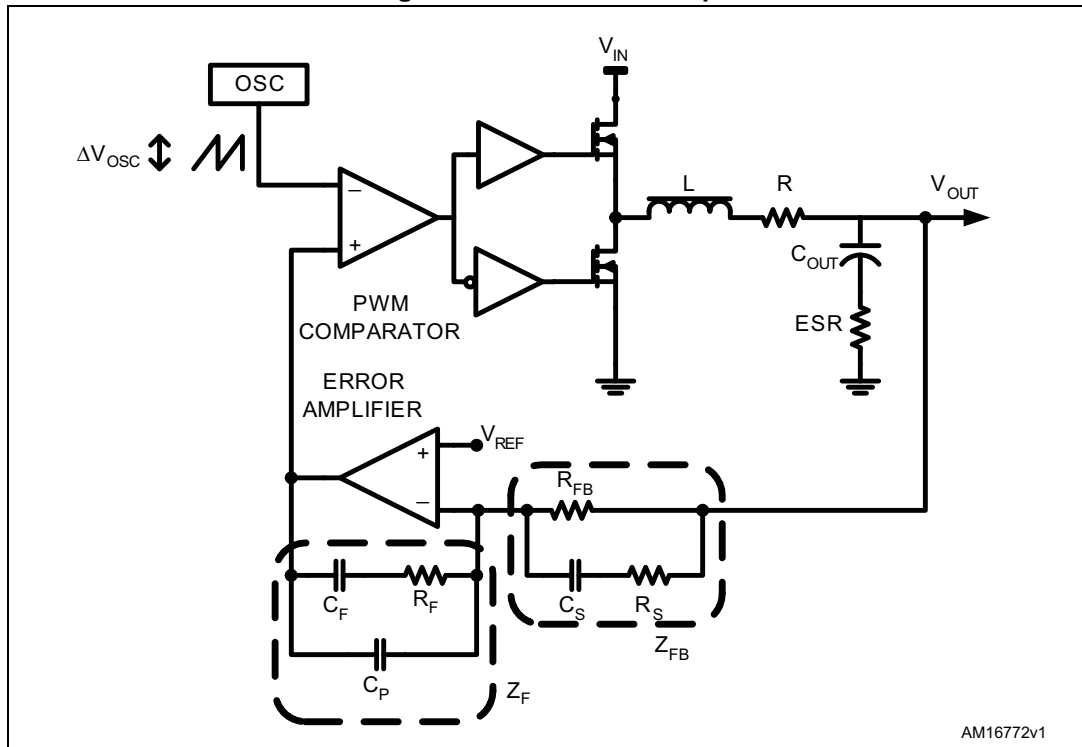 V_IN
OSC
ΔV_OSC
−
+
L
R
V_OUT
C_OUT
ESR
PWM
COMPARATOR
ERROR
AMPLIFIER
V_REF
+
−
R_FB
C_F
R_F
C_S
R_S
Z_FB
C_P
Z_F
AM16772v1